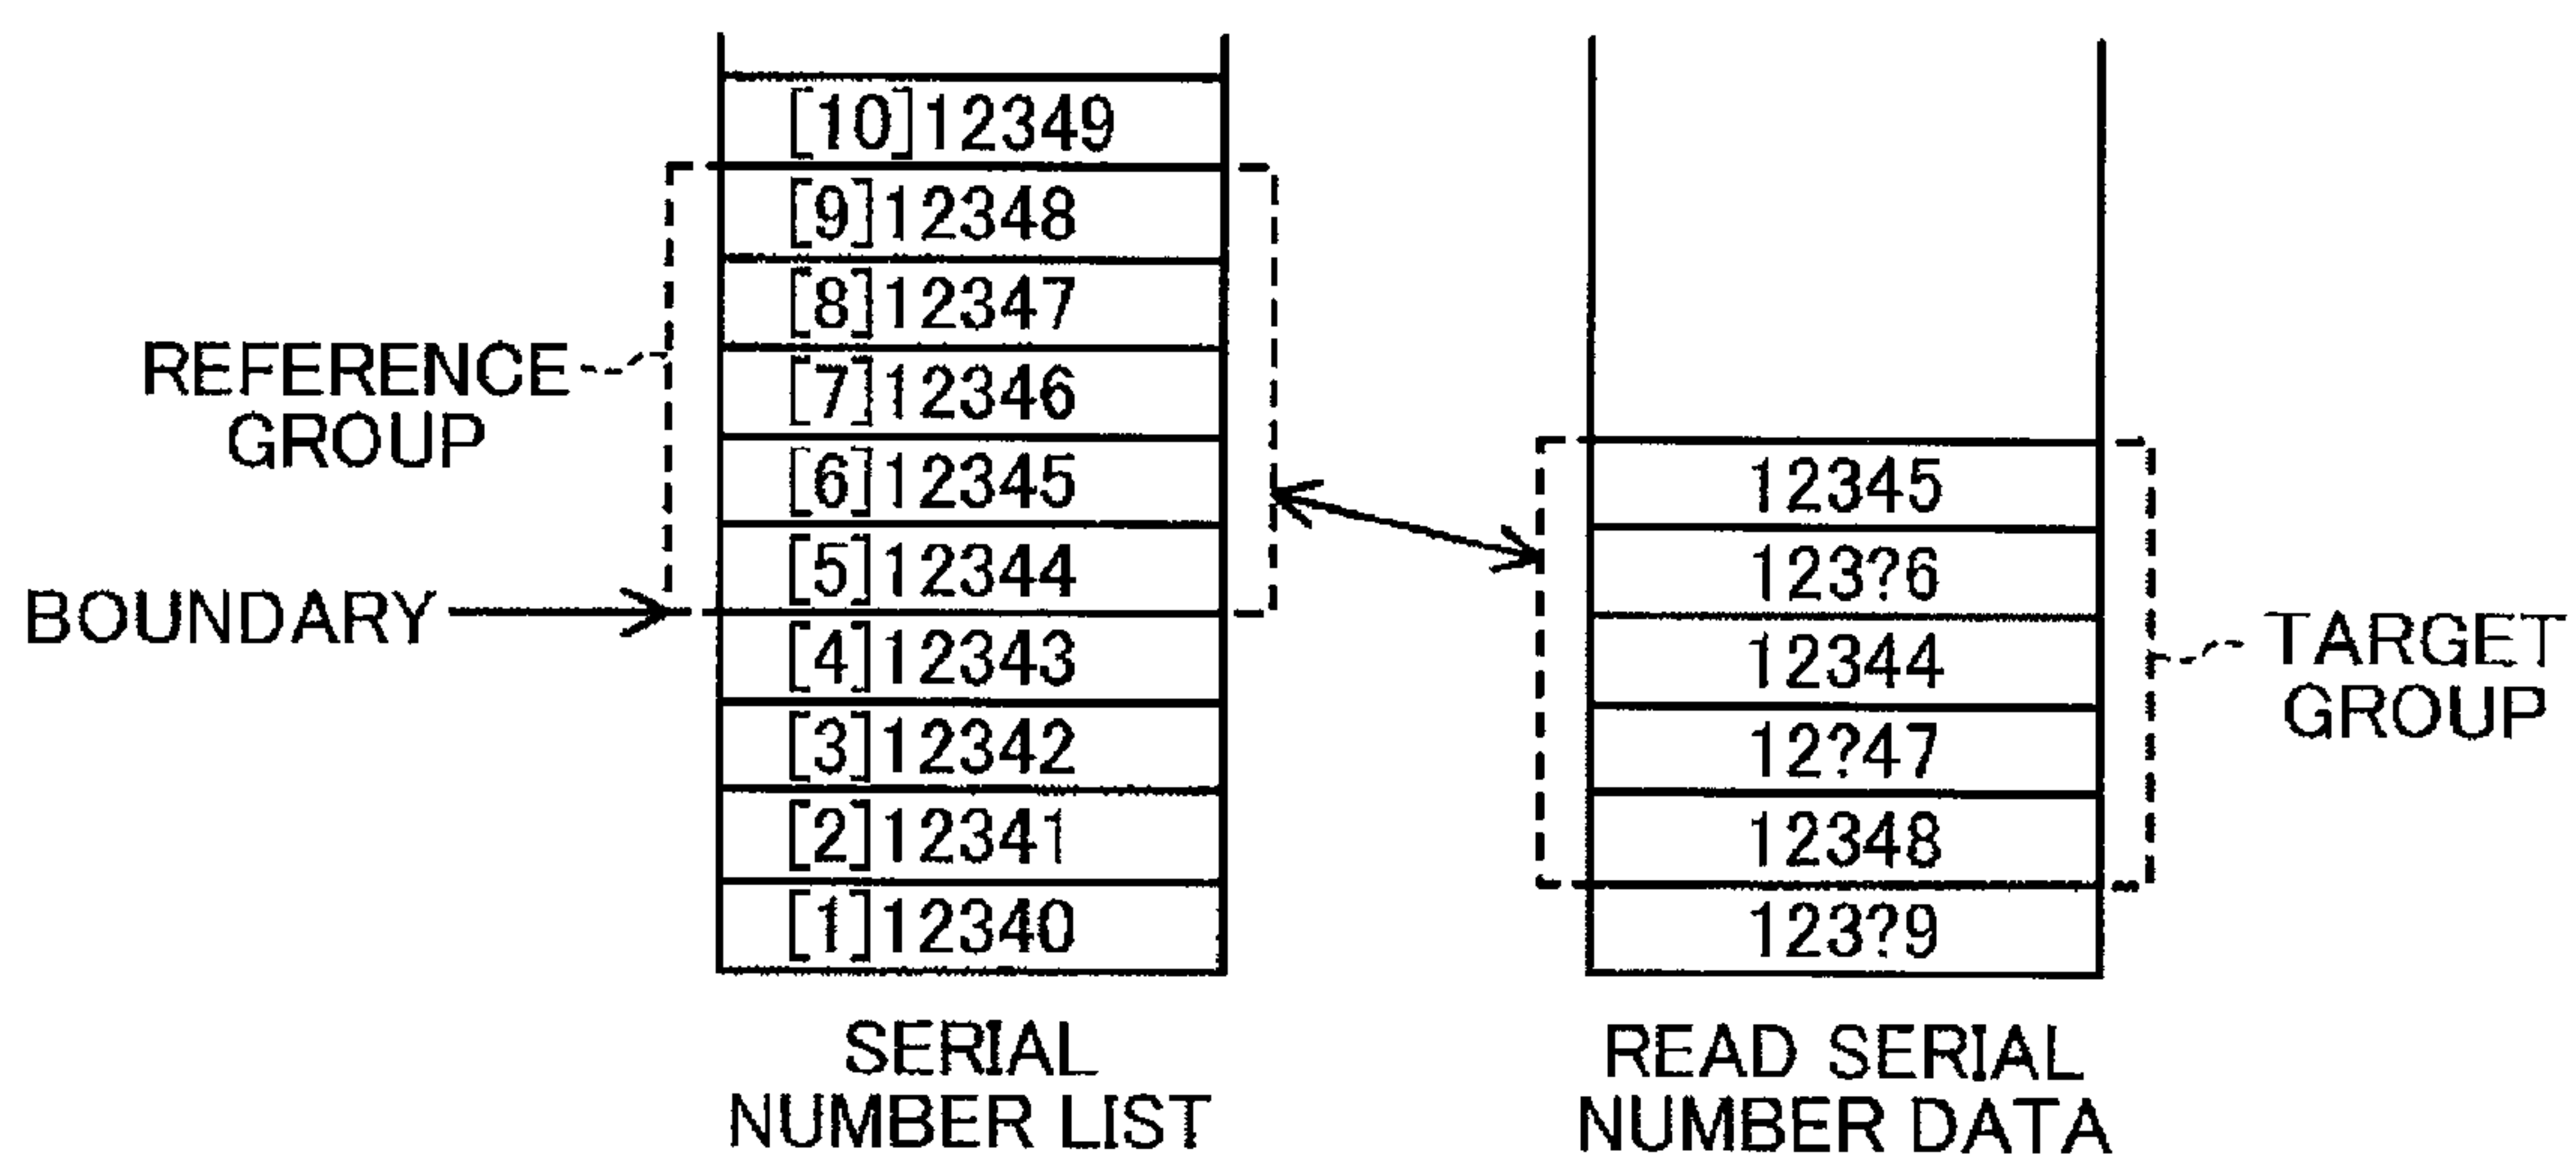 [10]12349
[9]12348
[8]12347
[7]12346
[6]12345
[5]12344
[4]12343
[3]12342
[2]12341
[1]12340
REFERENCE
GROUP
BOUNDARY
SERIAL
NUMBER LIST
12345
123?6
12344
12?47
12348
123?9
TARGET
GROUP
READ SERIAL
NUMBER DATA